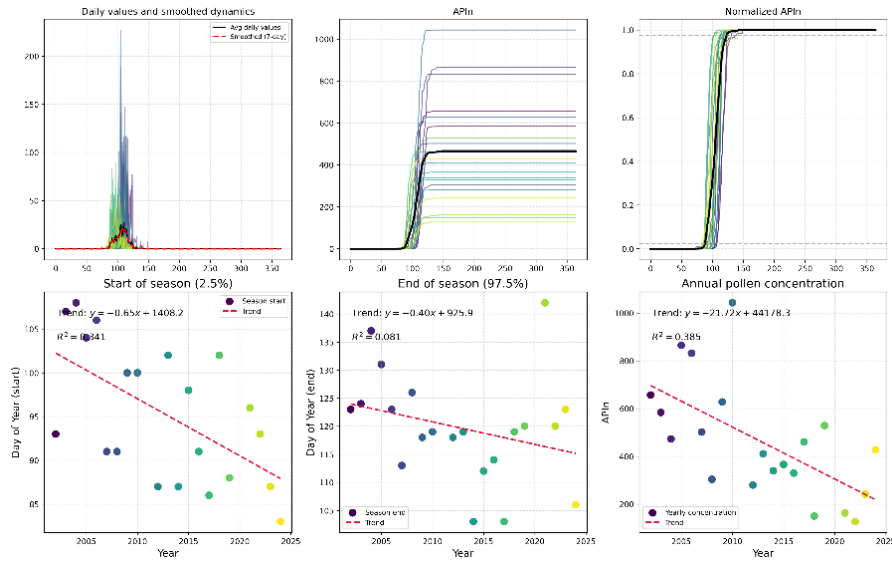 Daily values and smoothed dynamics
Avg daily values
Smoothed (7-day)
200
150
100
50
0
0 50 100 150 200 250 300 350
APIn
1000
800
600
400
200
0
0 50 100 150 200 250 300 350
Normalized APIn
1.0
0.8
0.6
0.4
0.2
0.0
0 50 100 150 200 250 300 350
Start of season (2.5%)
Trend: y = −0.65x + 1408.2
R² = 0.341
Season start
Trend
Day of Year (start)
105
100
95
90
85
2005 2010 2015 2020 2025
Year
End of season (97.5%)
Trend: y = −0.40x + 925.9
R² = 0.081
Season end
Trend
Day of Year (end)
140
135
130
125
120
115
110
105
2005 2010 2015 2020 2025
Year
Annual pollen concentration
Trend: y = −21.72x + 44178.3
R² = 0.385
Yearly concentration
Trend
APIn
1000
800
600
400
200
2005 2010 2015 2020 2025
Year